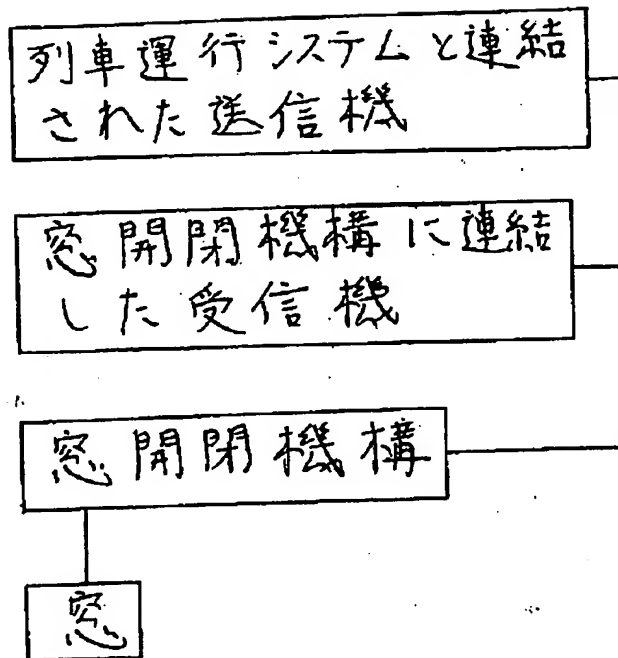 列車運行システムと連結
された送信機
窓開閉機構に連結
した受信機
窓開閉機構
窓